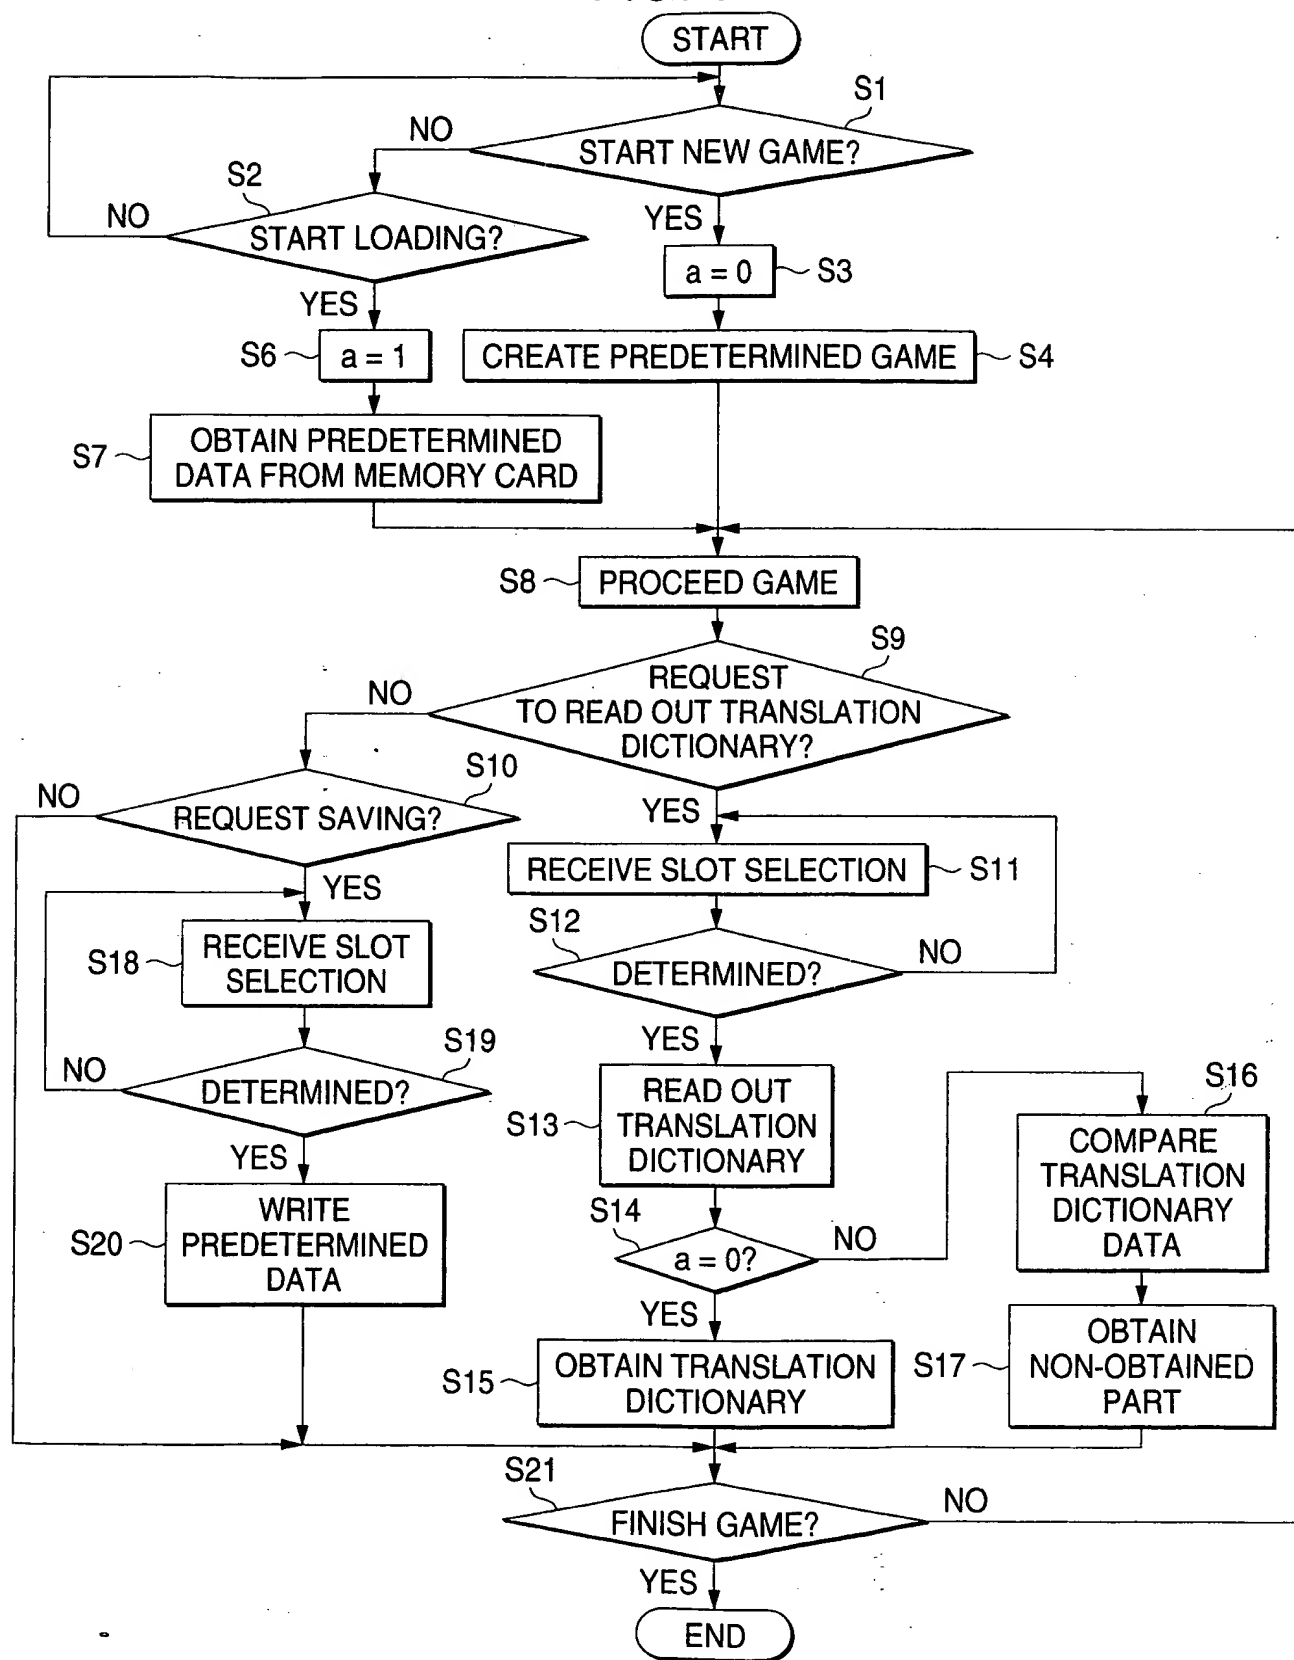 START
S1
NO
START NEW GAME?
S2
NO
YES
START LOADING?
a = 0
S3
YES
S6
a = 1
CREATE PREDETERMINED GAME
S4
S7
OBTAIN PREDETERMINED
DATA FROM MEMORY CARD
S8
PROCEED GAME
S9
NO
REQUEST
TO READ OUT TRANSLATION
DICTIONARY?
S10
NO
REQUEST SAVING?
YES
RECEIVE SLOT SELECTION
S11
YES
S12
S18
RECEIVE SLOT
SELECTION
DETERMINED?
NO
YES
S19
NO
DETERMINED?
S13
READ OUT
TRANSLATION
DICTIONARY
S16
COMPARE
TRANSLATION
DICTIONARY
DATA
YES
S20
WRITE
PREDETERMINED
DATA
S14
a = 0?
NO
YES
S15
OBTAIN TRANSLATION
DICTIONARY
S17
OBTAIN
NON-OBTAINED
PART
S21
FINISH GAME?
NO
YES
END